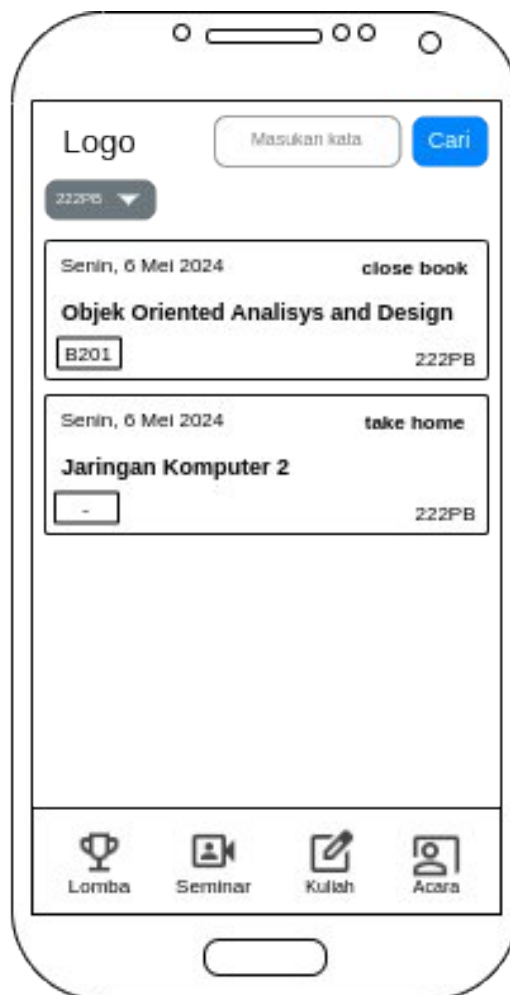 Logo
Masukan kata
Cari
222PB
Senin, 6 Mei 2024
close book
Objek Oriented Analisys and Design
B201
222PB
Senin, 6 Mei 2024
take home
Jaringan Komputer 2
-
222PB
Lomba
Seminar
Kuliah
Acara